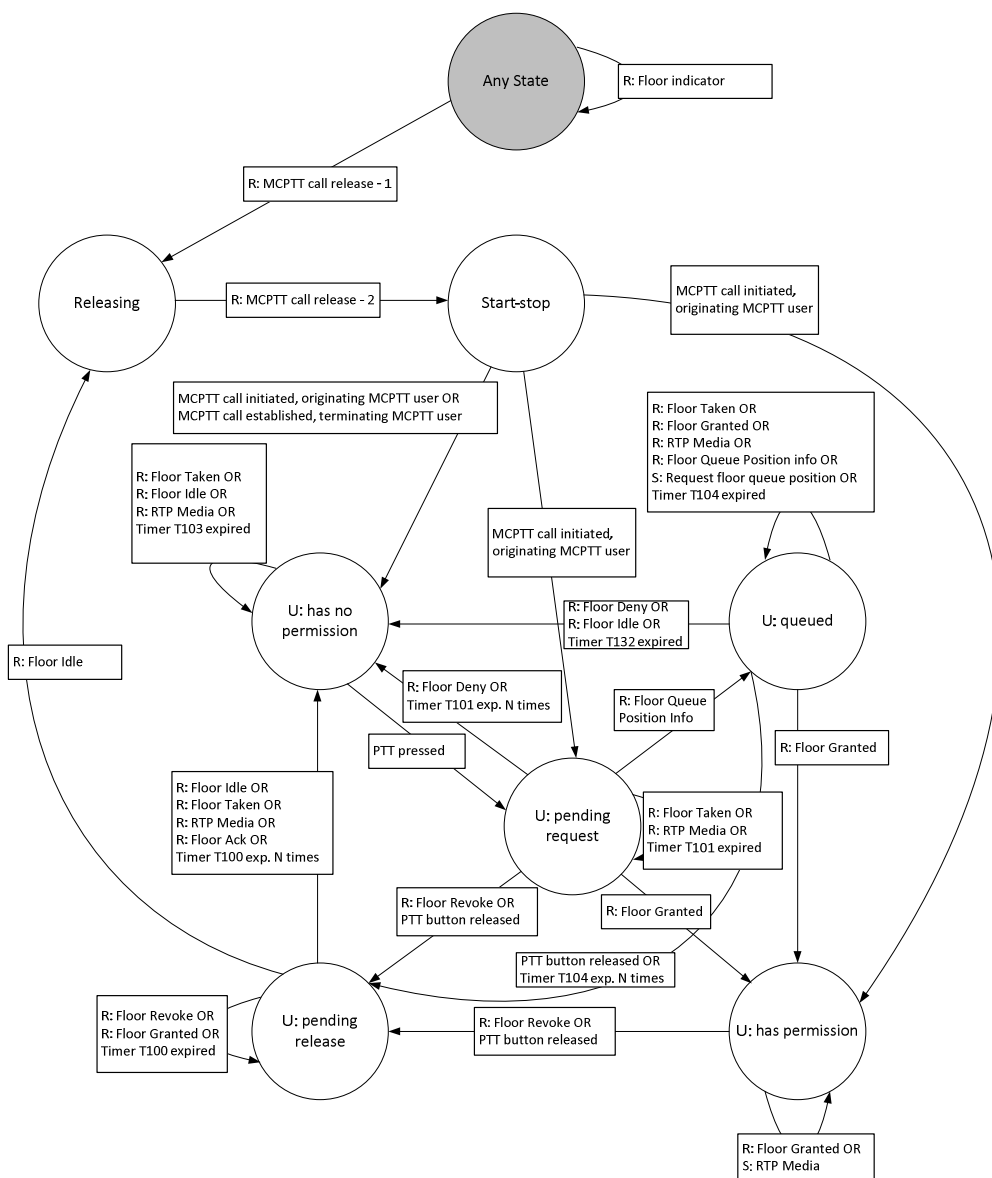 Any State
R: Floor indicator
R: MCPTT call release - 1
Releasing
R: MCPTT call release - 2
Start-stop
MCPTT call initiated,
originating MCPTT user
MCPTT call initiated, originating MCPTT user OR
MCPTT call established, terminating MCPTT user
R: Floor Taken OR
R: Floor Granted OR
R: RTP Media OR
R: Floor Queue Position info OR
S: Request floor queue position OR
Timer T104 expired
R: Floor Taken OR
R: Floor Idle OR
R: RTP Media OR
Timer T103 expired
MCPTT call initiated,
originating MCPTT user
U: has no
permission
R: Floor Deny OR
R: Floor Idle OR
Timer T132 expired
U: queued
R: Floor Idle
R: Floor Deny OR
Timer T101 exp. N times
R: Floor Queue
Position Info
PTT pressed
R: Floor Granted
R: Floor Idle OR
R: Floor Taken OR
R: RTP Media OR
R: Floor Ack OR
Timer T100 exp. N times
U: pending
request
R: Floor Taken OR
R: RTP Media OR
Timer T101 expired
R: Floor Revoke OR
PTT button released
R: Floor Granted
PTT button released OR
Timer T104 exp. N times
R: Floor Revoke OR
R: Floor Granted OR
Timer T100 expired
U: pending
release
R: Floor Revoke OR
PTT button released
U: has permission
R: Floor Granted OR
S: RTP Media